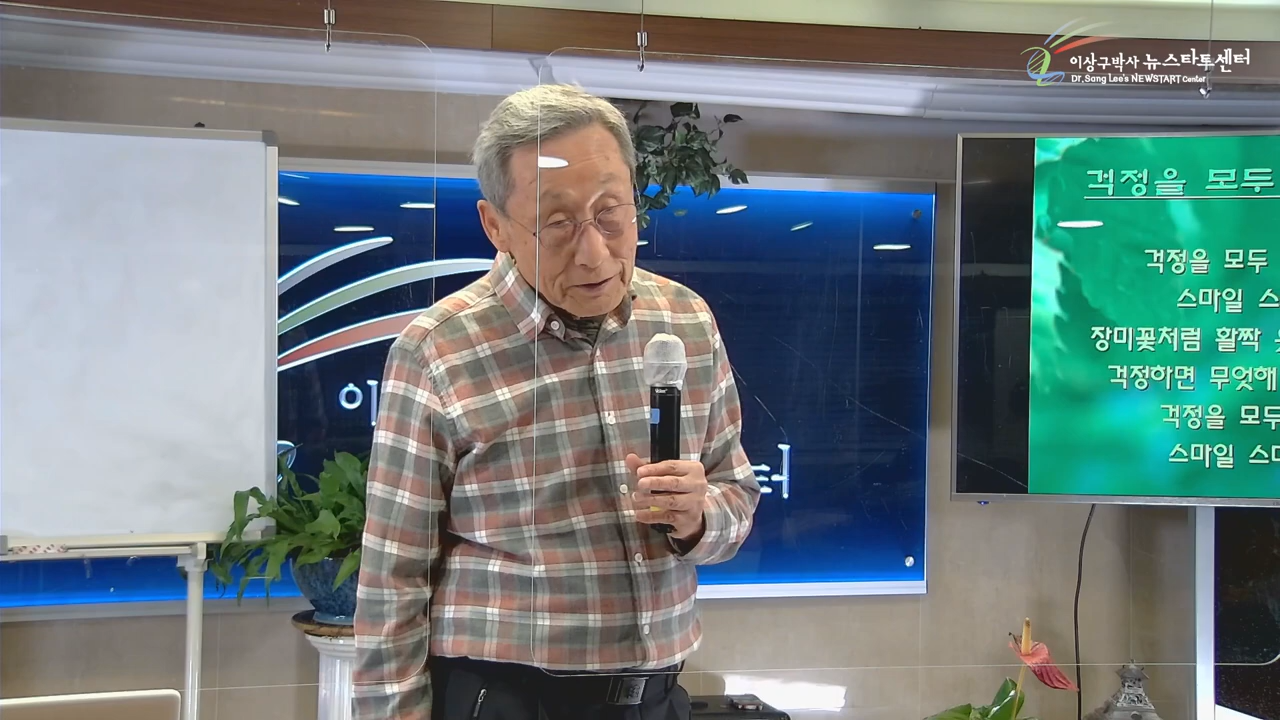 이상구박사 뉴스타트센터
Dr. Sang Lee's NEWSTART Center
걱정을 모두
걱정을 모두
스마일 스
장미꽃처럼 활짝
걱정하면 무엇해
걱정을 모두
스마일 스마